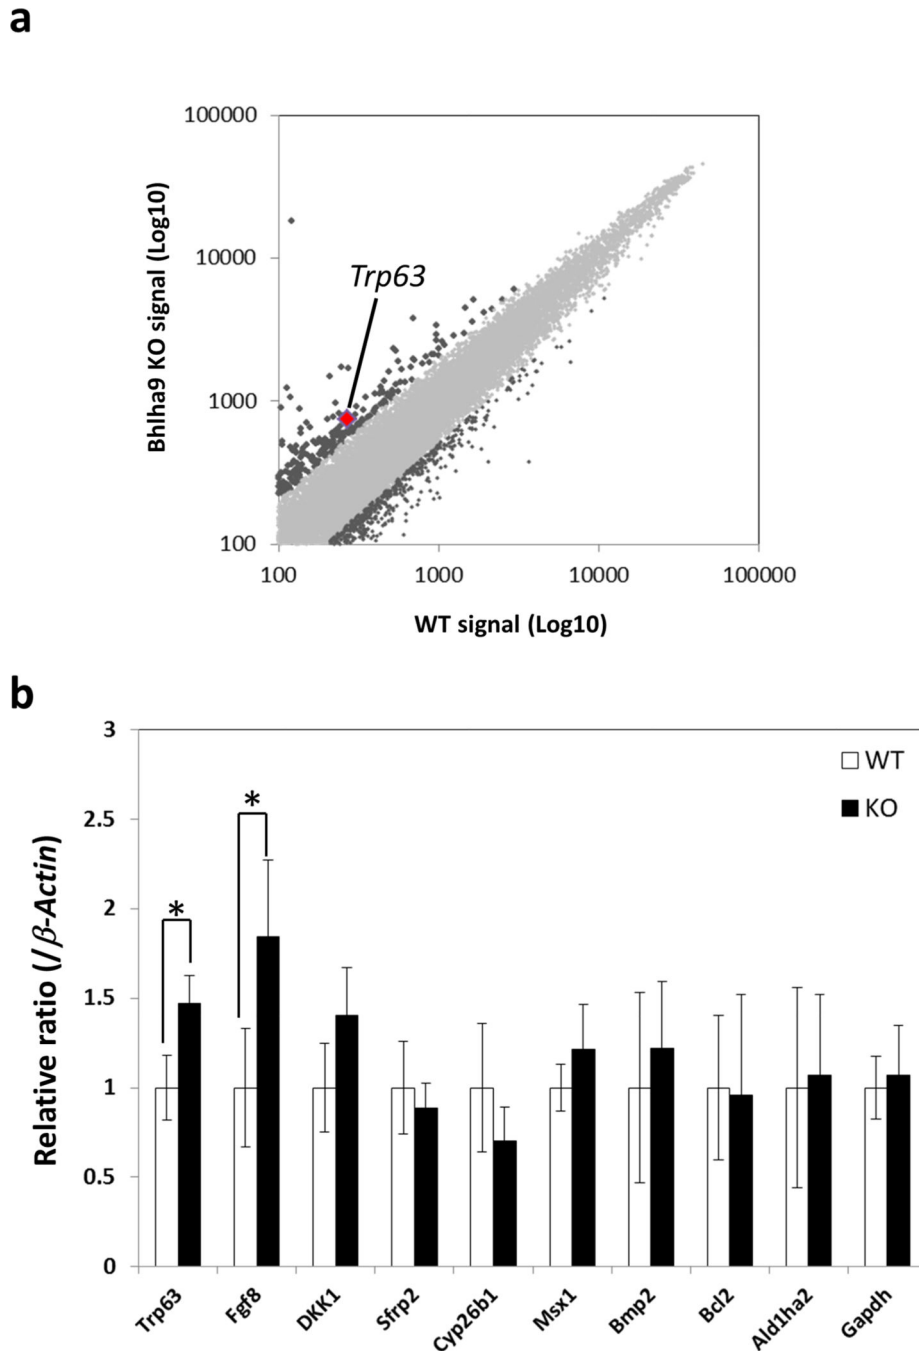 a
100000
10000
1000
100
Bhlha9 KO signal (Log10)
Trp63
100 1000 10000 100000
WT signal (Log10)
b
3
2.5
2
1.5
1
0.5
0
Relative ratio (/β-Actin)
WT
KO
*
*
Trp63 Fgf8 DKK1 Sfrp2 Cyp26b1 Msx1 Bmp2 Bcl2 Ald1ha2 Gapdh